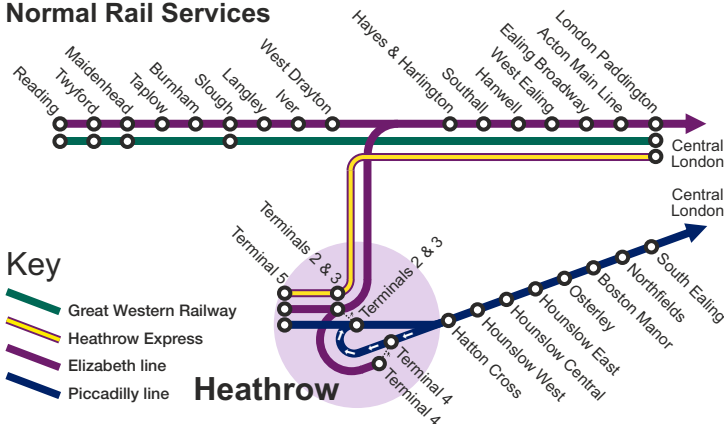 Normal Rail Services
Reading
Twyford
Maidenhead
Taplow
Burnham
Slough
Langley
Iver
West Drayton
Hayes & Harlington
Southall
Hanwell
West Ealing
Ealing Broadway
Acton Main Line
London Paddington
Central
London
Central
London
Terminal 5
Terminals 2 & 3
Terminals 2 & 3
Terminal 4
Terminal 4
Hatton Cross
Hounslow West
Hounslow Central
Hounslow East
Osterley
Boston Manor
Northfields
South Ealing
Heathrow
Key
Great Western Railway
Heathrow Express
Elizabeth line
Piccadilly line